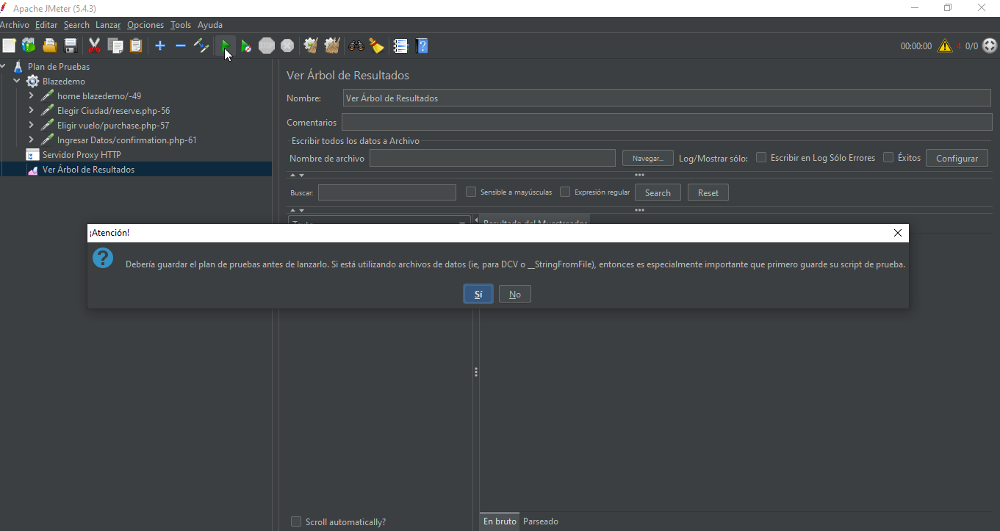 Apache JMeter (5.4.3)
Archivo Editar Search Lanzar Opciones Tools Ayuda
STOP
00:00:00 4 0/0
Plan de Pruebas
Blazedemo
home blazedemo/-49
Elegir Ciudad/reserve.php-56
Eligir vuelo/purchase.php-57
Ingresar Datos/confirmation.php-61
Servidor Proxy HTTP
Ver Árbol de Resultados
Ver Árbol de Resultados
Nombre: Ver Árbol de Resultados
Comentarios
Escribir todos los datos a Archivo
Nombre de archivo Navegar... Log/Mostrar sólo: Escribir en Log Sólo Errores Éxitos Configurar
Buscar: Sensible a mayúsculas Expresión regular Search Reset
Texto Resultado del Muestreador
¡Atención!
Debería guardar el plan de pruebas antes de lanzarlo. Si está utilizando archivos de datos (ie, para DCV o __StringFromFile), entonces es especialmente importante que primero guarde su script de prueba.
Sí No
Scroll automatically? En bruto Parseado